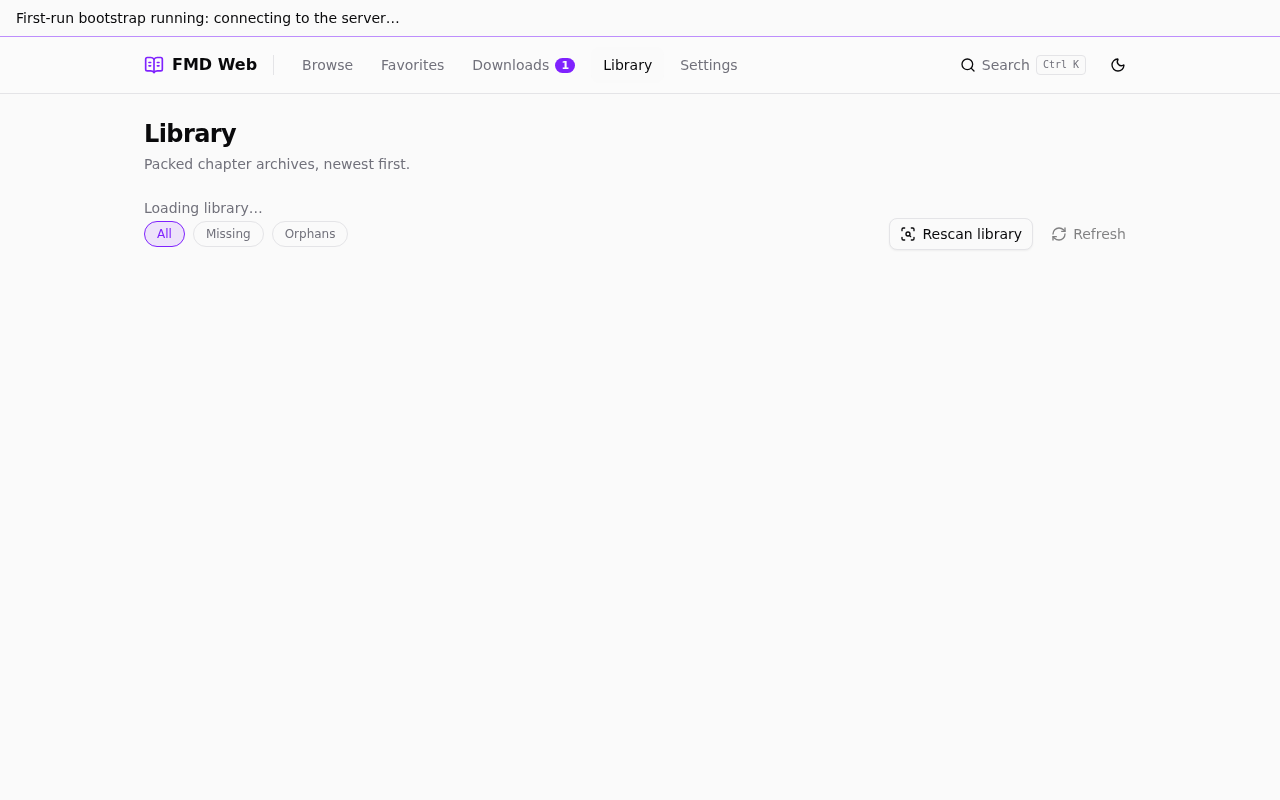 First-run bootstrap running: connecting to the server…
FMD Web Browse Favorites Downloads 1 Library Settings Search Ctrl K
Library
Packed chapter archives, newest first.
Loading library…
All Missing Orphans Rescan library Refresh